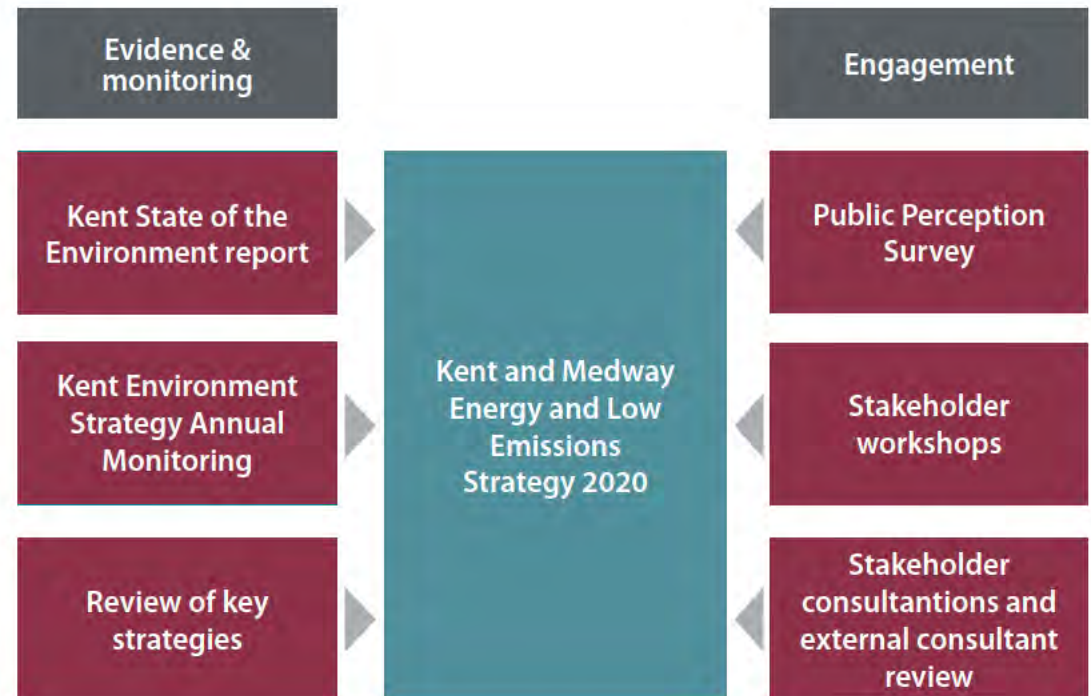 Evidence &
monitoring
Engagement
Kent State of the
Environment report
Public Perception
Survey
Kent Environment
Strategy Annual
Monitoring
Kent and Medway
Energy and Low
Emissions
Strategy 2020
Stakeholder
workshops
Review of key
strategies
Stakeholder
consultantions and
external consultant
review